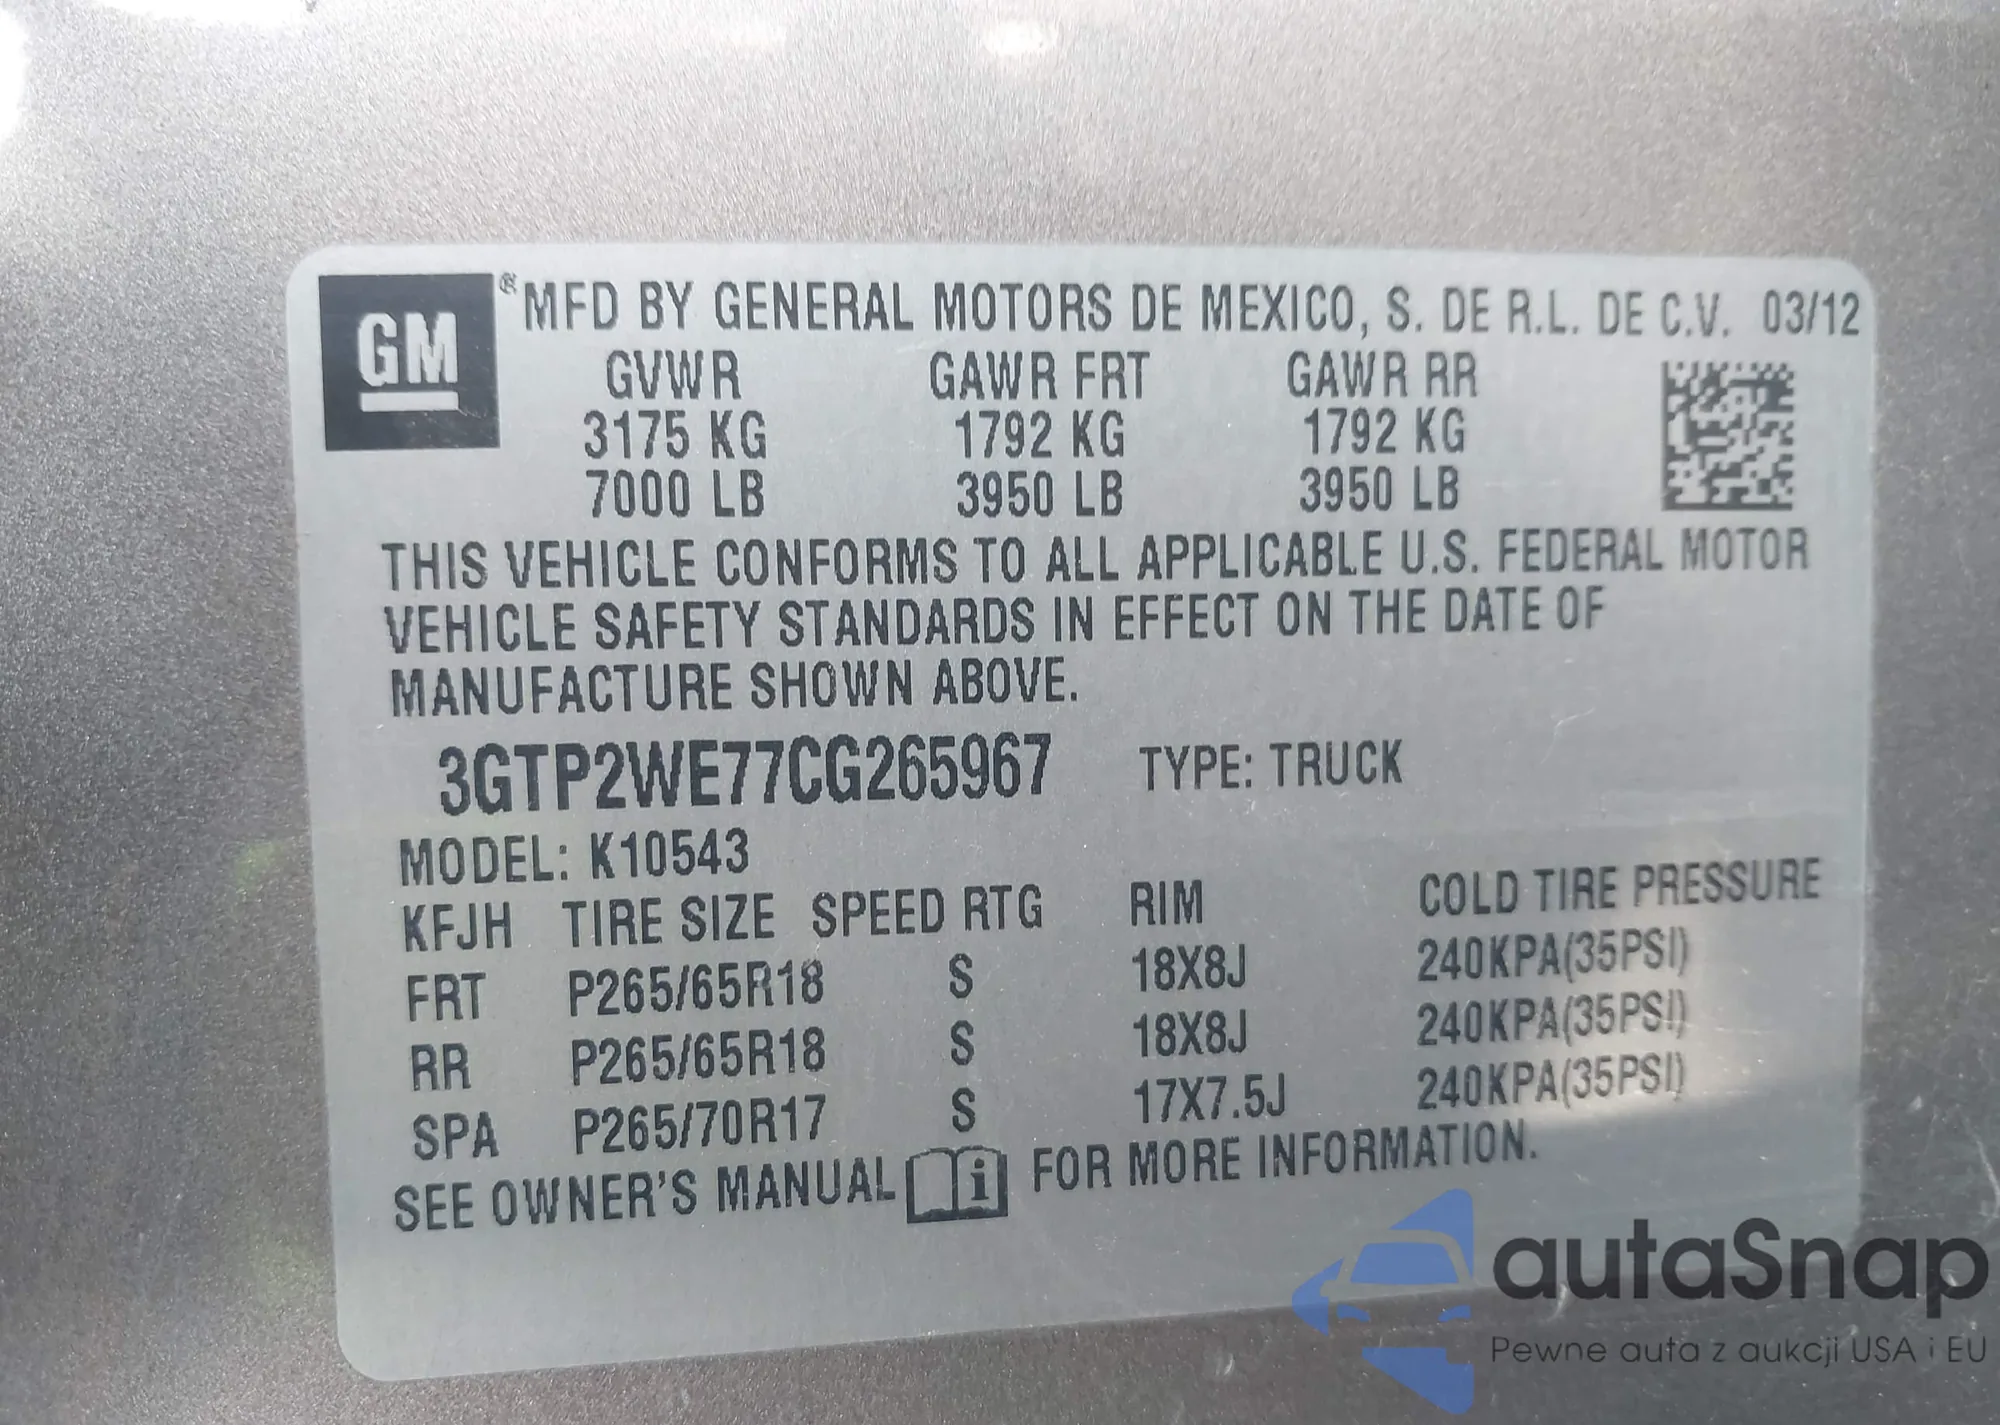 GM
® MFD BY GENERAL MOTORS DE MEXICO, S. DE R.L. DE C.V. 03/12
GVWR GAWR FRT GAWR RR
3175 KG 1792 KG 1792 KG
7000 LB 3950 LB 3950 LB
THIS VEHICLE CONFORMS TO ALL APPLICABLE U.S. FEDERAL MOTOR
VEHICLE SAFETY STANDARDS IN EFFECT ON THE DATE OF
MANUFACTURE SHOWN ABOVE.
3GTP2WE77CG265967 TYPE: TRUCK
MODEL: K10543
KFJH TIRE SIZE SPEED RTG RIM COLD TIRE PRESSURE
FRT P265/65R18 S 18X8J 240KPA(35PSI)
RR P265/65R18 S 18X8J 240KPA(35PSI)
SPA P265/70R17 S 17X7.5J 240KPA(35PSI)
SEE OWNER'S MANUAL i FOR MORE INFORMATION.
autaSnap
Pewne auta z aukcji USA i EU